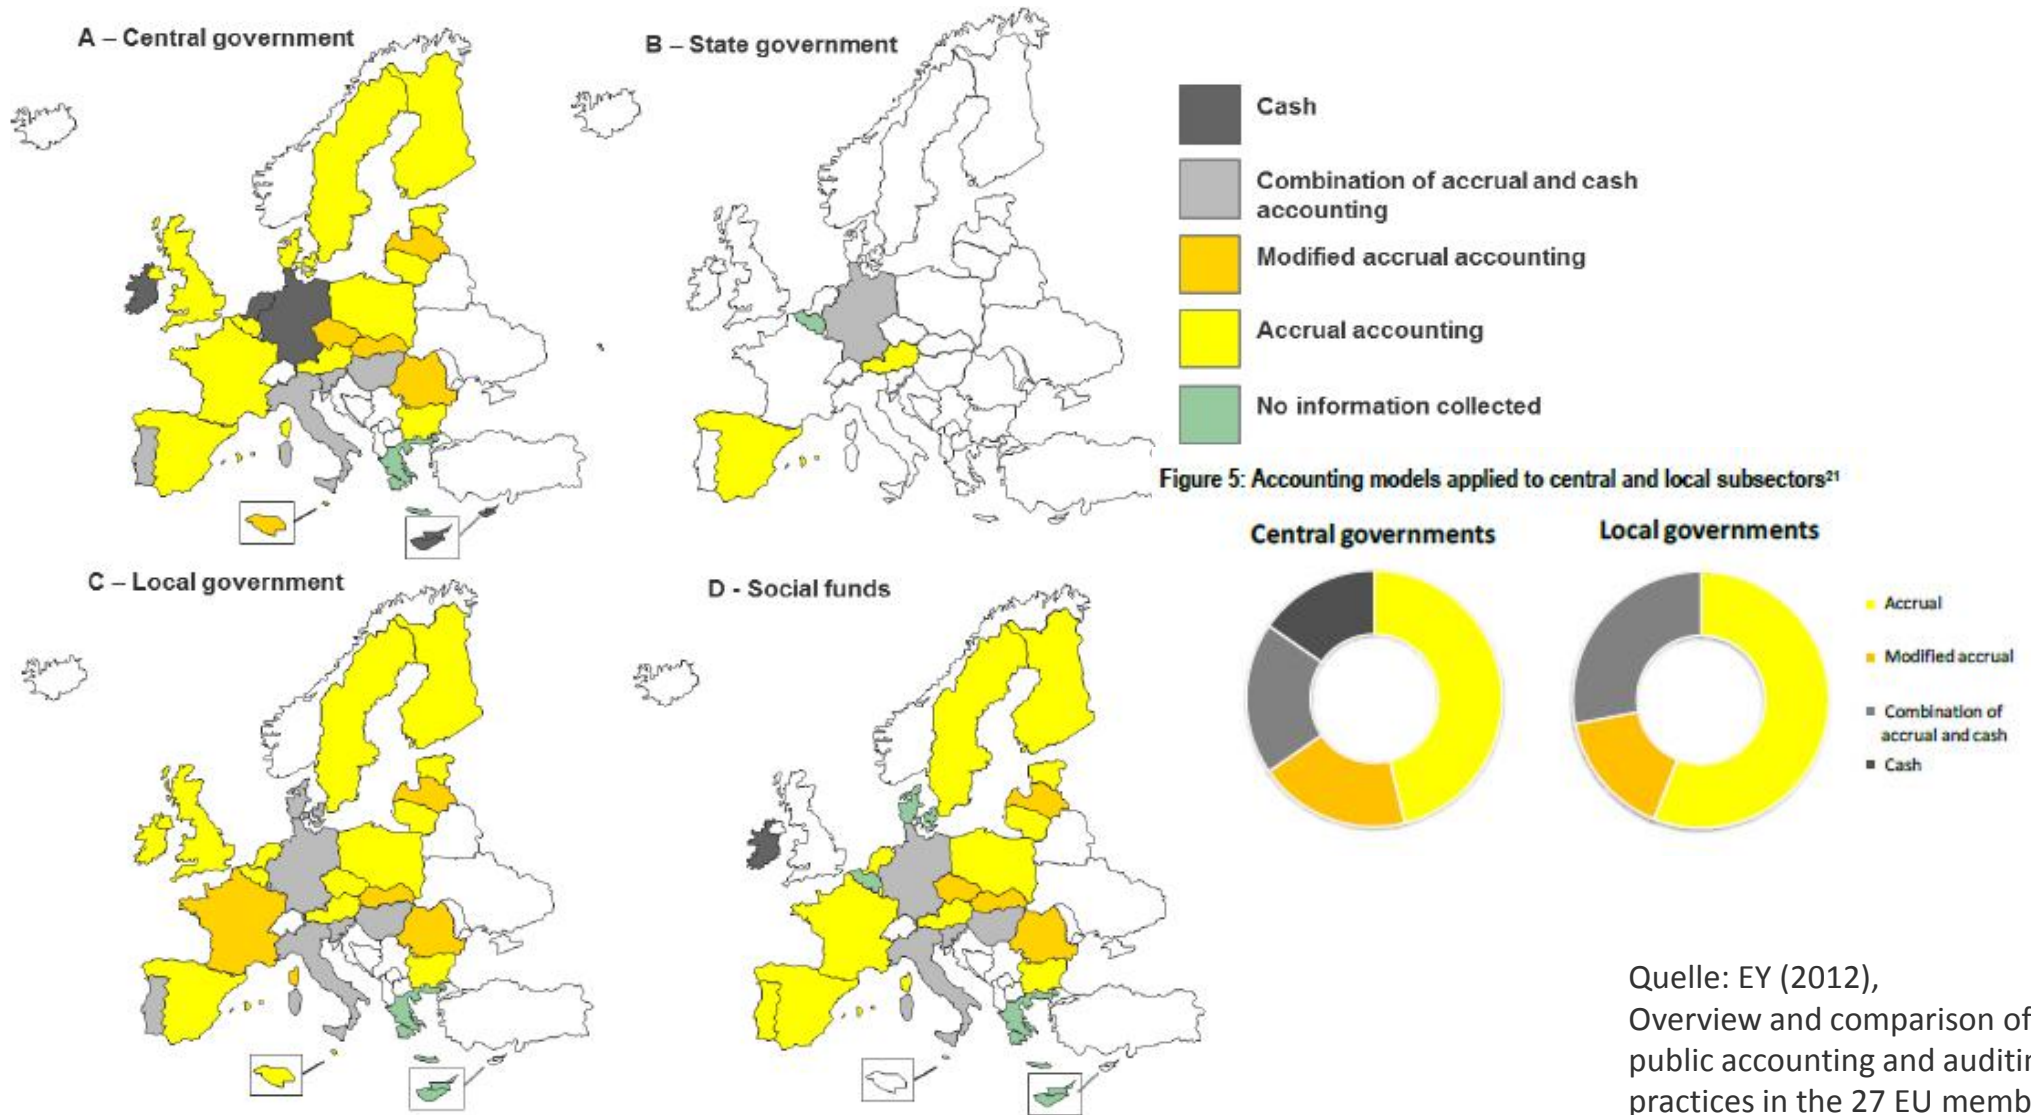 A – Central government
B – State government
Cash
Combination of accrual and cash
accounting
Modified accrual accounting
Accrual accounting
No information collected
Figure 5: Accounting models applied to central and local subsectors²¹
Central governments
Local governments
Accrual
Modified accrual
Combination of
accrual and cash
Cash
C – Local government
D - Social funds
Quelle: EY (2012),
Overview and comparison of
public accounting and auditin
practices in the 27 EU memb